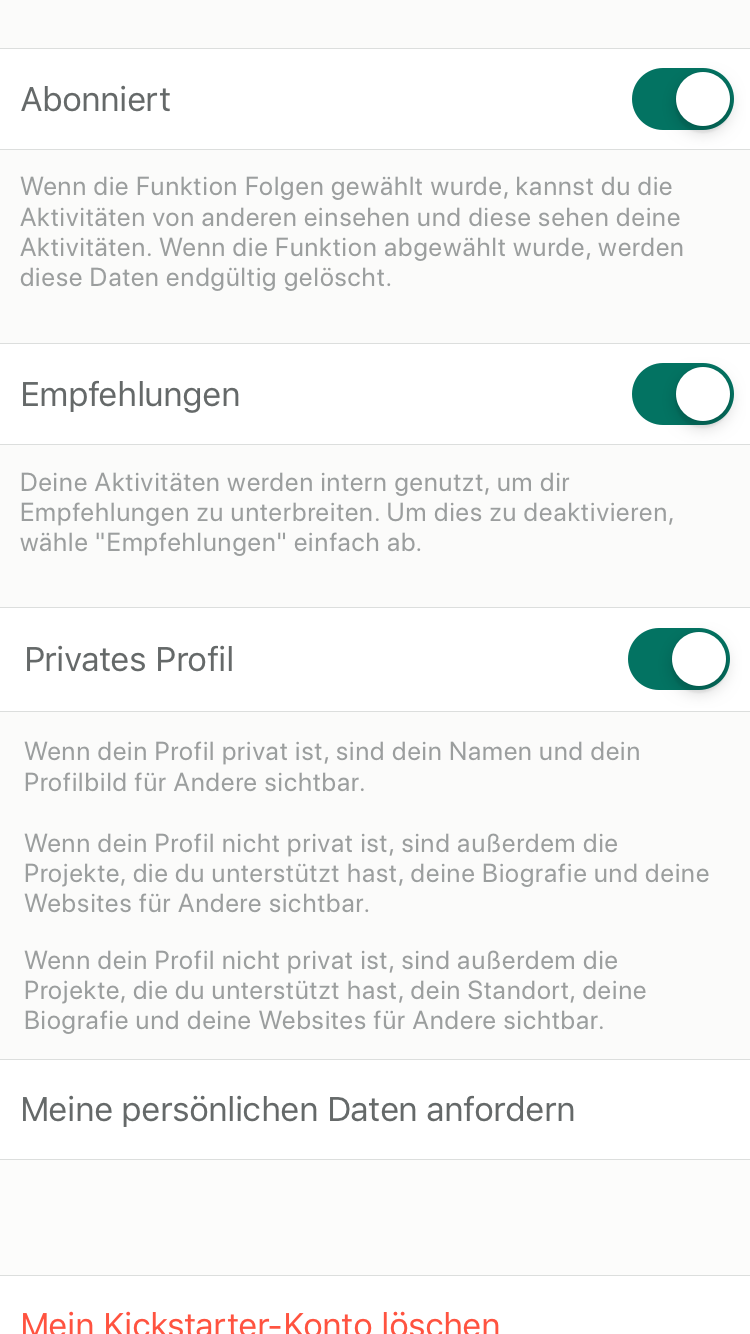 Abonniert
Wenn die Funktion Folgen gewählt wurde, kannst du die
Aktivitäten von anderen einsehen und diese sehen deine
Aktivitäten. Wenn die Funktion abgewählt wurde, werden
diese Daten endgültig gelöscht.
Empfehlungen
Deine Aktivitäten werden intern genutzt, um dir
Empfehlungen zu unterbreiten. Um dies zu deaktivieren,
wähle "Empfehlungen" einfach ab.
Privates Profil
Wenn dein Profil privat ist, sind dein Namen und dein
Profilbild für Andere sichtbar.
Wenn dein Profil nicht privat ist, sind außerdem die
Projekte, die du unterstützt hast, deine Biografie und deine
Websites für Andere sichtbar.
Wenn dein Profil nicht privat ist, sind außerdem die
Projekte, die du unterstützt hast, dein Standort, deine
Biografie und deine Websites für Andere sichtbar.
Meine persönlichen Daten anfordern
Mein Kickstarter-Konto löschen